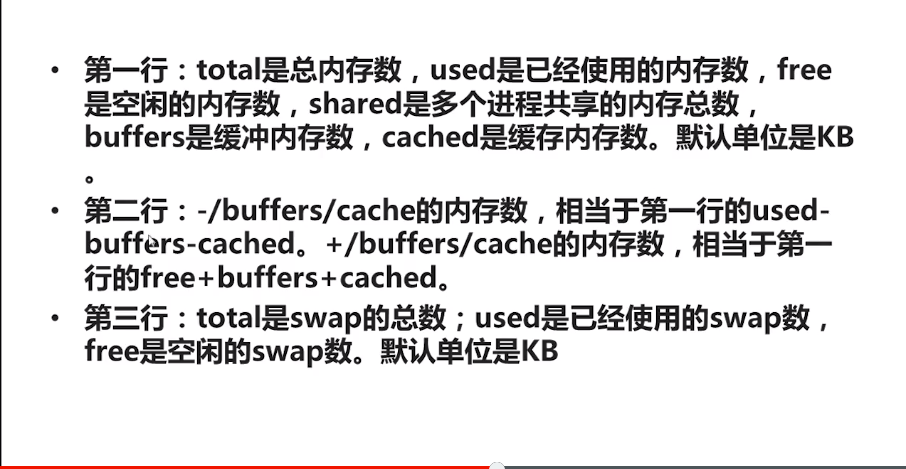 • 第一行：total是总内存数，used是已经使用的内存数，free
是空闲的内存数，shared是多个进程共享的内存总数，
buffers是缓冲内存数，cached是缓存内存数。默认单位是KB
。
• 第二行：-/buffers/cache的内存数，相当于第一行的used-
buffers-cached。+/buffers/cache的内存数，相当于第一
行的free+buffers+cached。
• 第三行：total是swap的总数；used是已经使用的swap数，
free是空闲的swap数。默认单位是KB